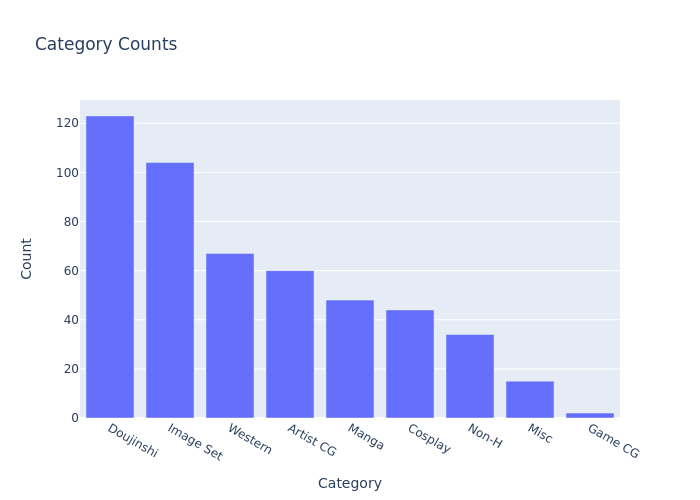 Category Counts
120
100
80
60
40
20
0
Count
Doujinshi
Image Set
Western
Artist CG
Manga
Cosplay
Non-H
Misc
Game CG
Category